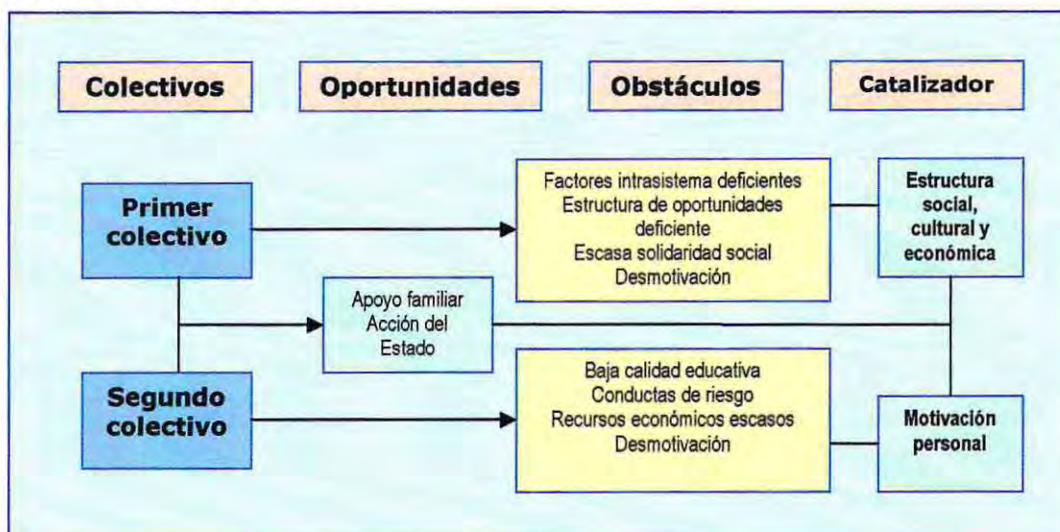 Colectivos
Oportunidades
Obstáculos
Catalizador
Primer
colectivo
Factores intrasistema deficientes
Estructura de oportunidades
deficiente
Escasa solidaridad social
Desmotivación
Estructura
social,
cultural y
económica
Apoyo familiar
Acción del
Estado
Segundo
colectivo
Baja calidad educativa
Conductas de riesgo
Recursos económicos escasos
Desmotivación
Motivación
personal